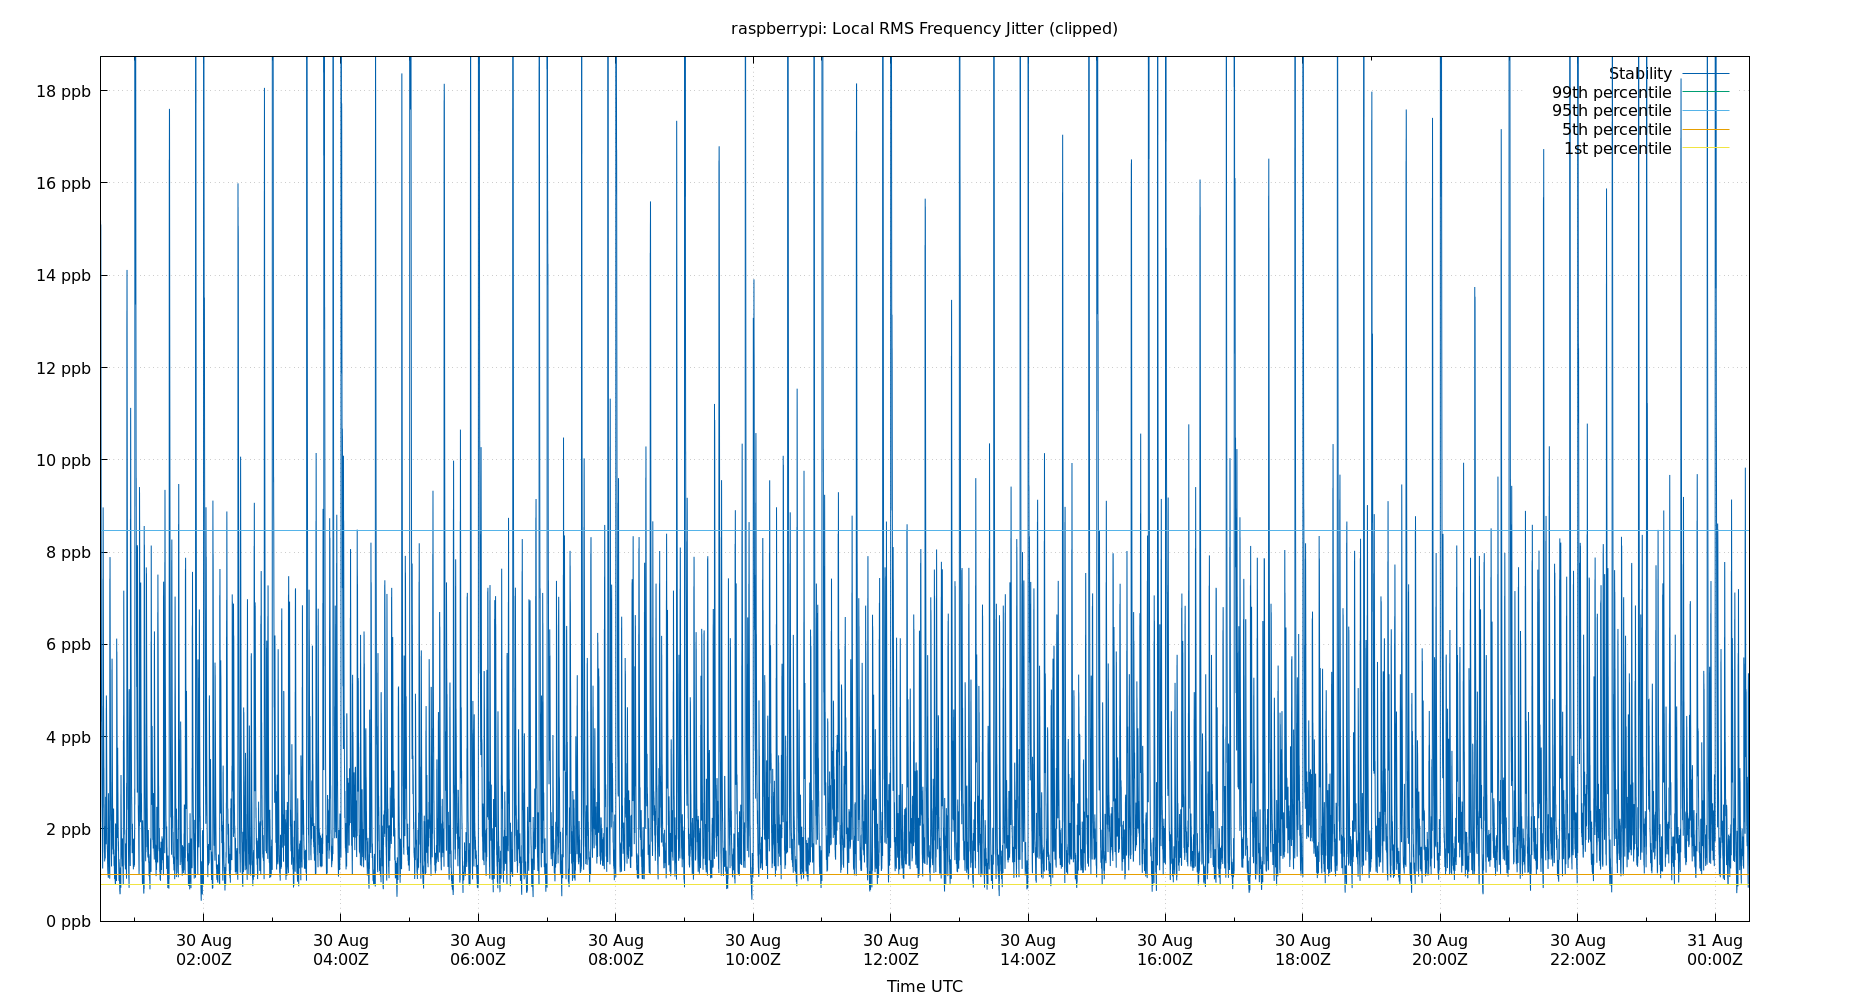 raspberrypi: Local RMS Frequency Jitter (clipped)
Stability
99th percentile
95th percentile
5th percentile
1st percentile
18 ppb
16 ppb
14 ppb
12 ppb
10 ppb
8 ppb
6 ppb
4 ppb
2 ppb
0 ppb
30 Aug 30 Aug 30 Aug 30 Aug 30 Aug 30 Aug 30 Aug 30 Aug 30 Aug 30 Aug 30 Aug 31 Aug
02:00Z 04:00Z 06:00Z 08:00Z 10:00Z 12:00Z 14:00Z 16:00Z 18:00Z 20:00Z 22:00Z 00:00Z
Time UTC